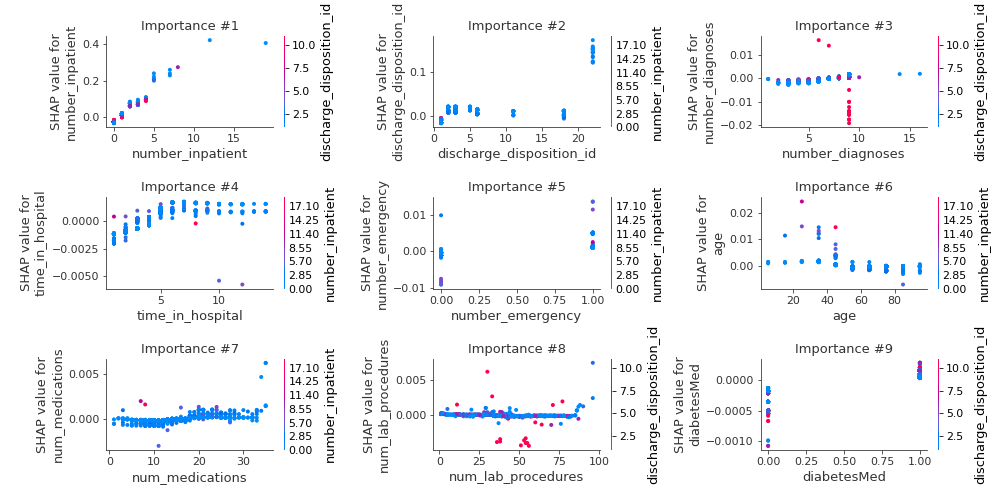 Importance #1
SHAP value for
number_inpatient
0.4
0.2
0.0
0
5
10
15
number_inpatient
10.0
7.5
5.0
2.5
discharge_disposition_id
Importance #2
SHAP value for
discharge_disposition_id
0.1
0.0
0
5
10
15
20
discharge_disposition_id
17.10
14.25
11.40
8.55
5.70
2.85
0.00
number_inpatient
Importance #3
SHAP value for
number_diagnoses
0.01
0.00
−0.01
−0.02
5
10
15
number_diagnoses
10.0
7.5
5.0
2.5
discharge_disposition_id
Importance #4
SHAP value for
time_in_hospital
0.0000
−0.0025
−0.0050
5
10
time_in_hospital
17.10
14.25
11.40
8.55
5.70
2.85
0.00
number_inpatient
Importance #5
SHAP value for
number_emergency
0.01
0.00
−0.01
0.00
0.25
0.50
0.75
1.00
number_emergency
17.10
14.25
11.40
8.55
5.70
2.85
0.00
number_inpatient
Importance #6
SHAP value for
age
0.02
0.01
0.00
20
40
60
80
age
17.10
14.25
11.40
8.55
5.70
2.85
0.00
number_inpatient
Importance #7
SHAP value for
num_medications
0.005
0.000
0
10
20
30
num_medications
17.10
14.25
11.40
8.55
5.70
2.85
0.00
number_inpatient
Importance #8
SHAP value for
num_lab_procedures
0.005
0.000
0
25
50
75
100
num_lab_procedures
10.0
7.5
5.0
2.5
discharge_disposition_id
Importance #9
SHAP value for
diabetesMed
0.0000
−0.0005
−0.0010
0.00
0.25
0.50
0.75
1.00
diabetesMed
10.0
7.5
5.0
2.5
discharge_disposition_id